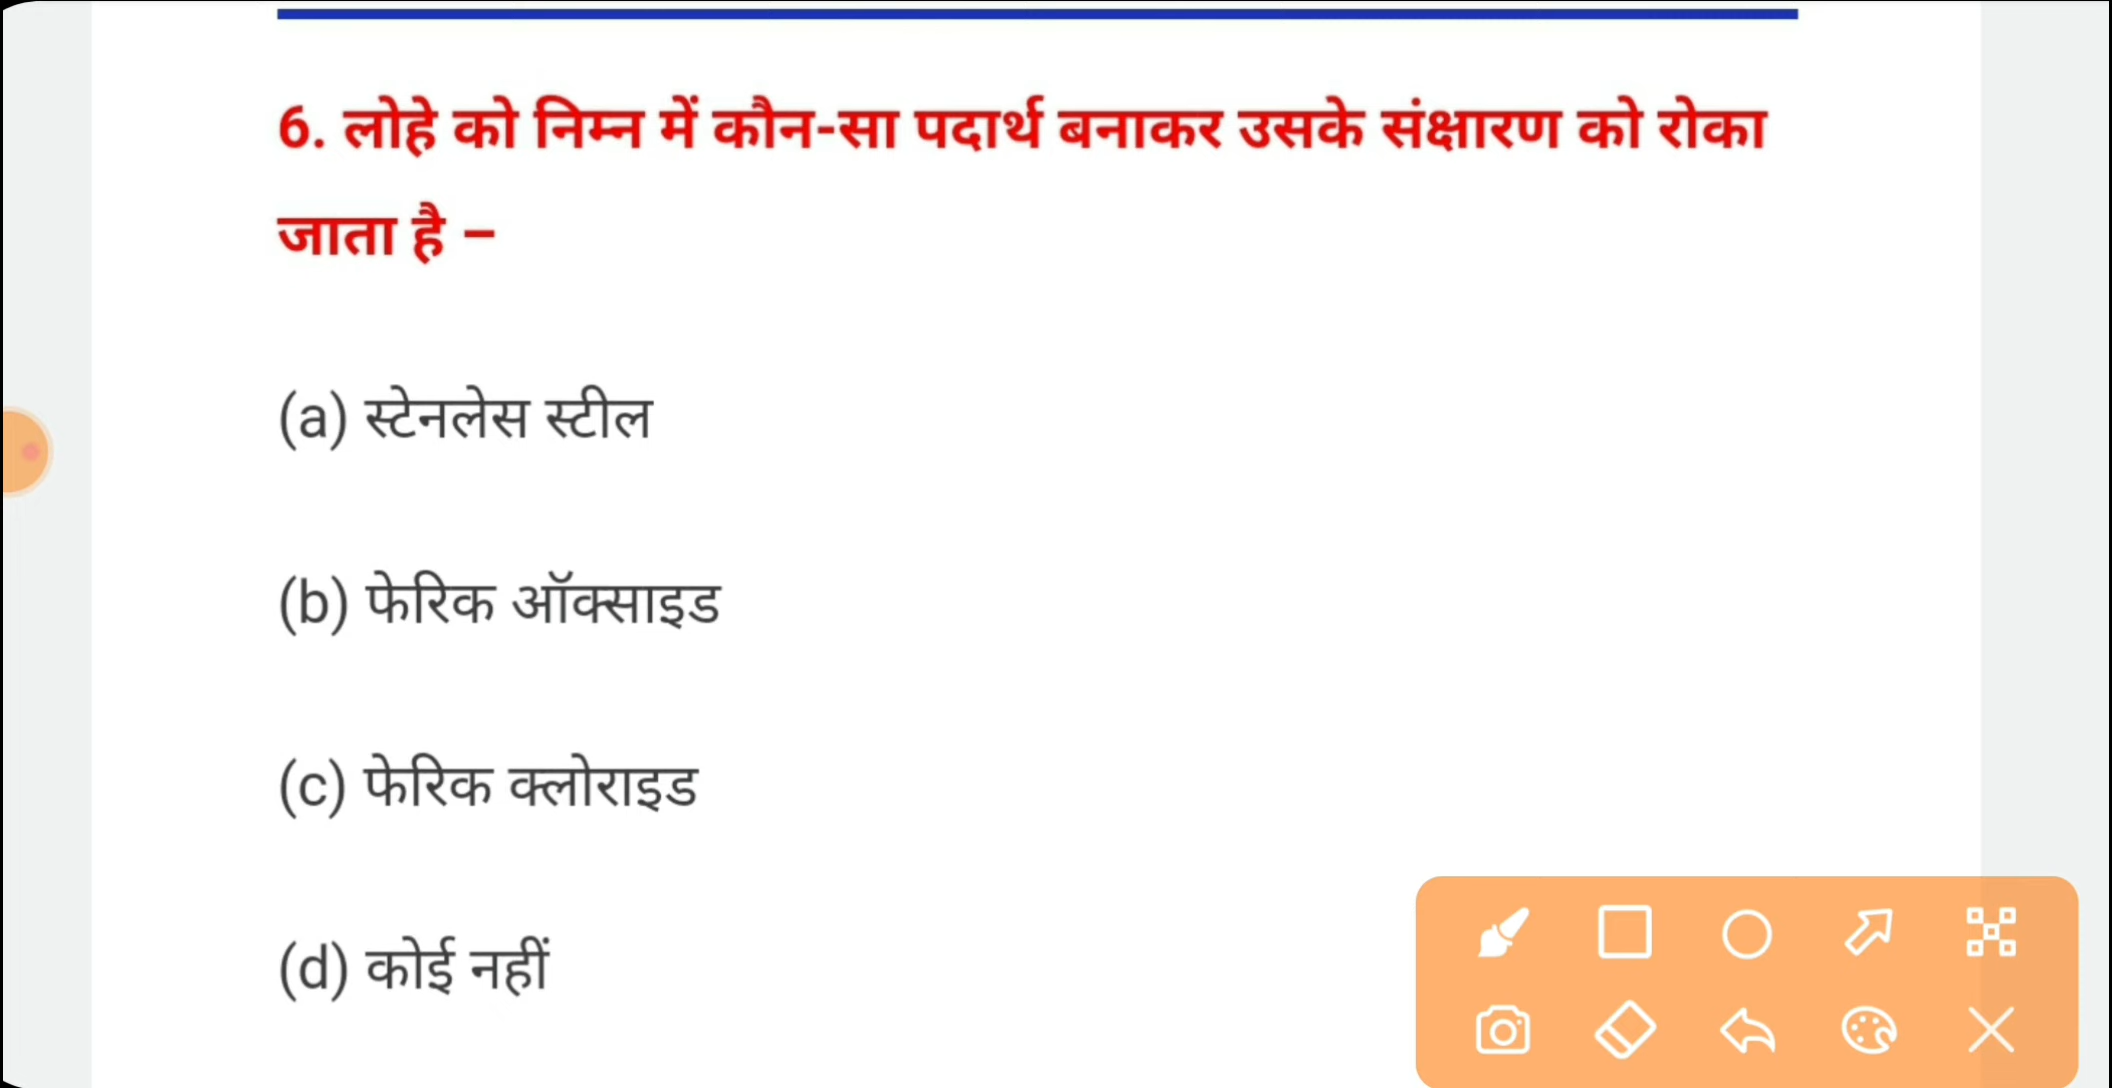 6. लोहे को निम्न में कौन-सा पदार्थ बनाकर उसके संक्षारण को रोका
जाता है –
(a) स्टेनलेस स्टील
(b) फेरिक ऑक्साइड
(c) फेरिक क्लोराइड
(d) कोई नहीं